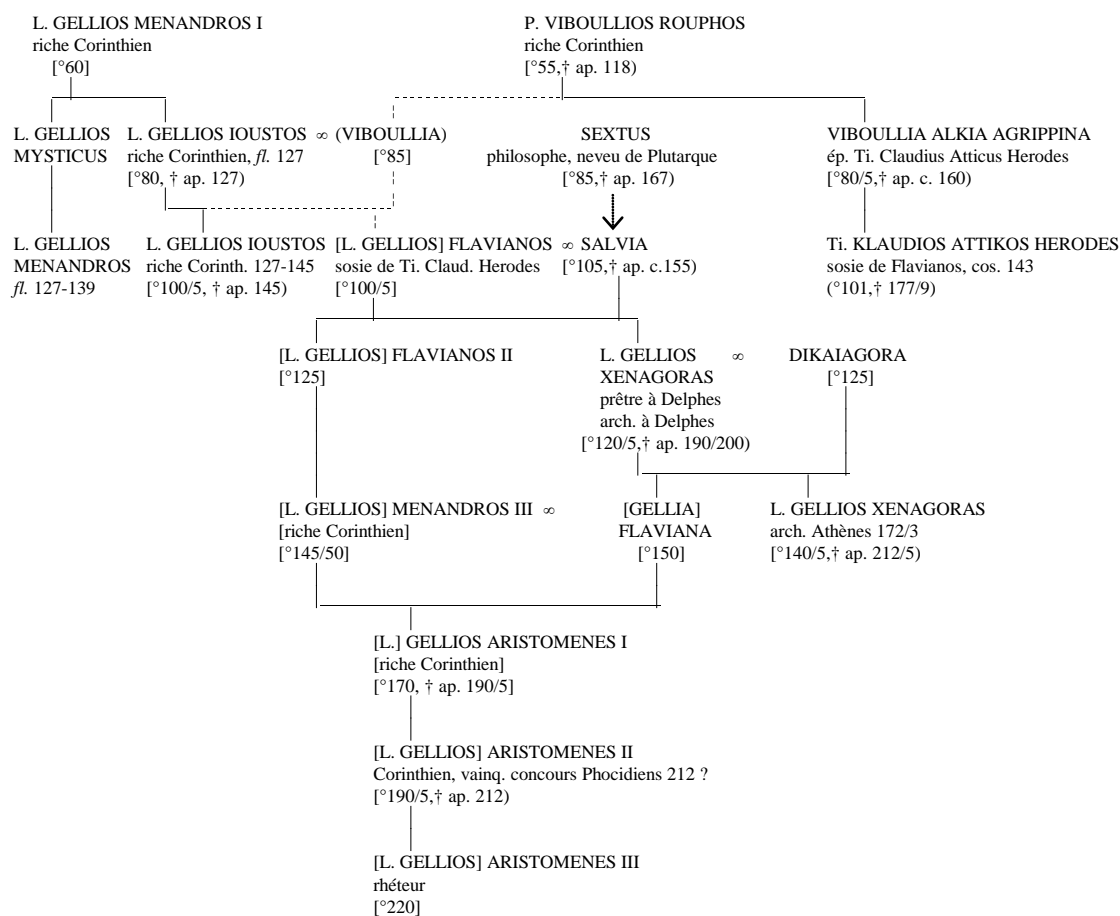 L. GELLIOS MENANDROS I
riche Corinthien
[°60]
P. VIBOULLIOS ROUPHOS
riche Corinthien
[°55,† ap. 118)
L. GELLIOS
MYSTICUS
L. GELLIOS IOUSTOS ∞ (VIBOULLIA)
riche Corinthien, fl. 127
[°80, † ap. 127)
[°85]
SEXTUS
philosophe, neveu de Plutarque
[°85,† ap. 167)
VIBOULLIA ALKIA AGRIPPINA
ép. Ti. Claudius Atticus Herodes
[°80/5,† ap. c. 160)
L. GELLIOS
MENANDROS
fl. 127-139
L. GELLIOS IOUSTOS
riche Corinth. 127-145
[°100/5, † ap. 145)
[L. GELLIOS] FLAVIANOS ∞ SALVIA
sosie de Ti. Claud. Herodes
[°100/5]
[°105,† ap. c.155)
Ti. KLAUDIOS ATTIKOS HERODES
sosie de Flavianos, cos. 143
(°101,† 177/9)
[L. GELLIOS] FLAVIANOS II
[°125]
L. GELLIOS ∞
XENAGORAS
prêtre à Delphes
arch. à Delphes
[°120/5,† ap. 190/200)
DIKAIAGORA
[°125]
[L. GELLIOS] MENANDROS III ∞
[riche Corinthien]
[°145/50]
[GELLIA]
FLAVIANA
[°150]
L. GELLIOS XENAGORAS
arch. Athènes 172/3
[°140/5,† ap. 212/5)
[L.] GELLIOS ARISTOMENES I
[riche Corinthien]
[°170, † ap. 190/5]
[L. GELLIOS] ARISTOMENES II
Corinthien, vainq. concours Phocidiens 212 ?
[°190/5,† ap. 212)
[L. GELLIOS] ARISTOMENES III
rhéteur
[°220]